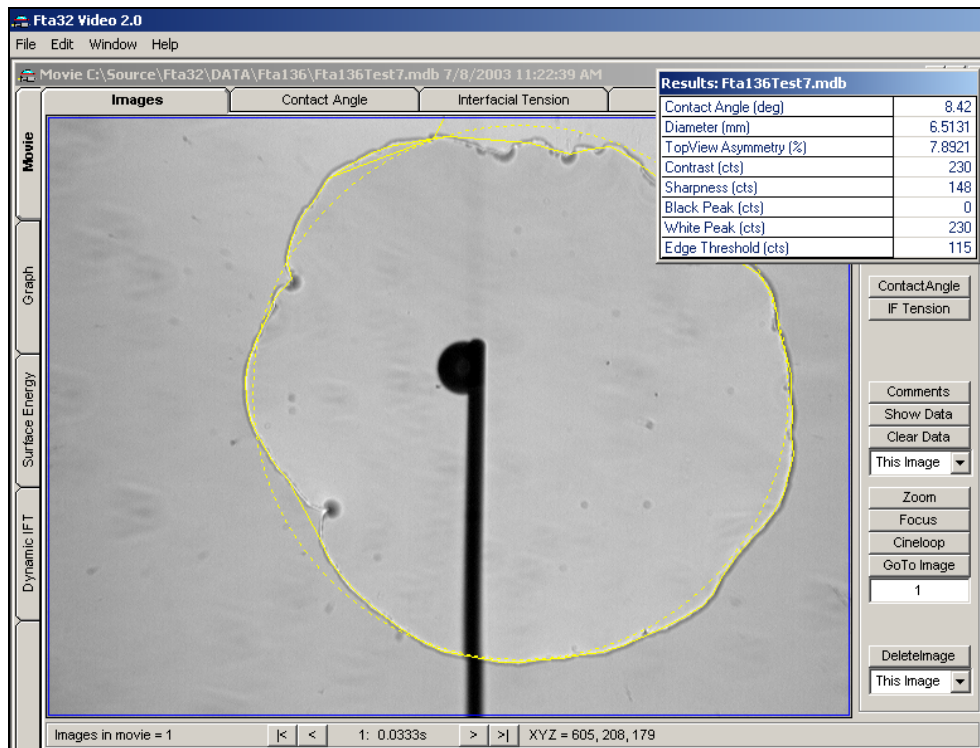 Fta32 Video 2.0
File Edit Window Help
Movie C:\Source\Fta32\DATA\Fta136\Fta136Test7.mdb 7/8/2003 11:22:39 AM
Images Contact Angle Interfacial Tension
Movie
Graph
Surface Energy
Dynamic IFT
Results: Fta136Test7.mdb
Contact Angle (deg) 8.42
Diameter (mm) 6.5131
TopView Asymmetry (%) 7.8921
Contrast (cts) 230
Sharpness (cts) 148
Black Peak (cts) 0
White Peak (cts) 230
Edge Threshold (cts) 115
ContactAngle
IF Tension
Comments
Show Data
Clear Data
This Image
Zoom
Focus
Cineloop
GoTo Image
1
DeleteImage
This Image
Images in movie = 1 |< < 1: 0.0333s > >| XYZ = 605, 208, 179